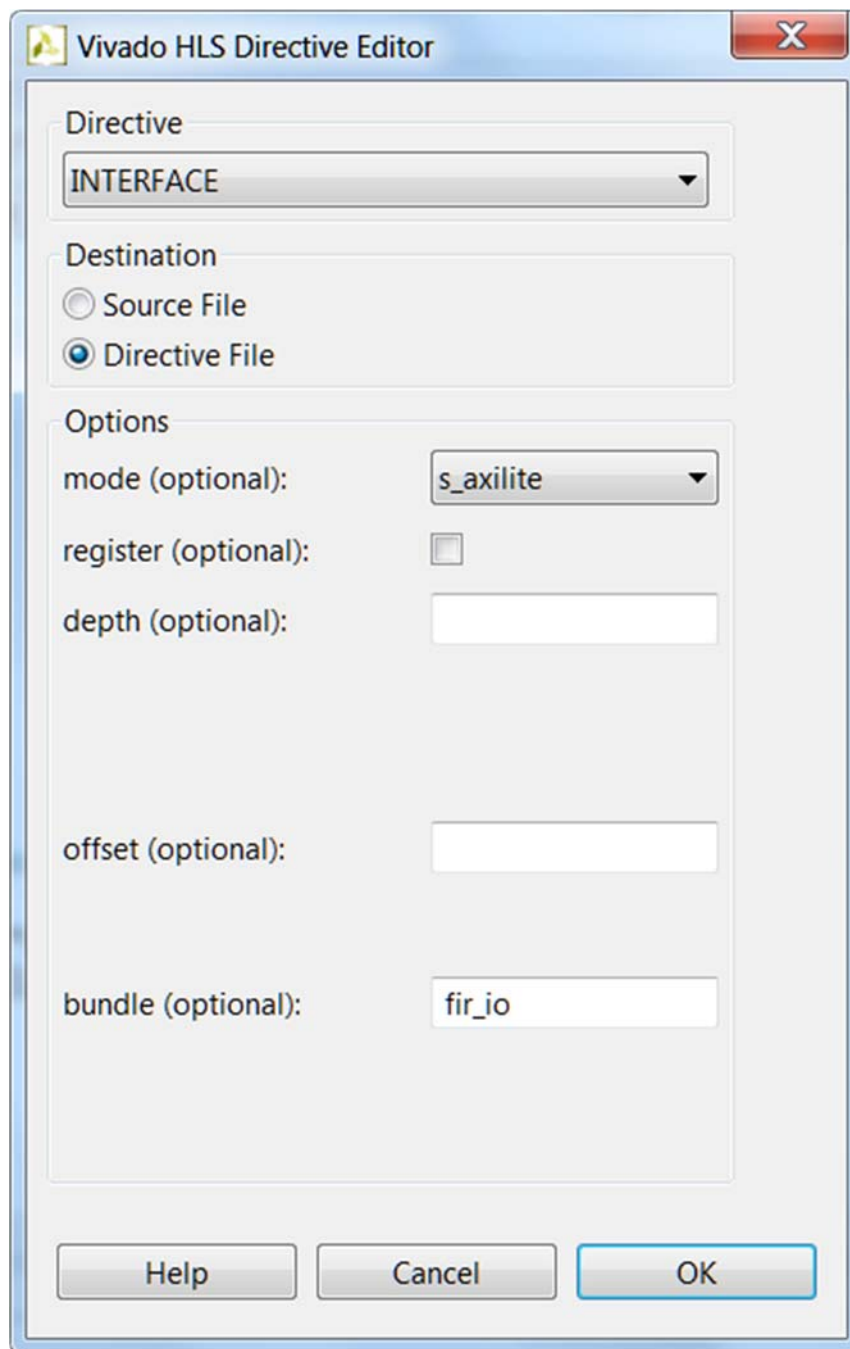 Vivado HLS Directive Editor
Directive
INTERFACE
Destination
Source File
Directive File
Options
mode (optional): s_axilite
register (optional):
depth (optional):
offset (optional):
bundle (optional): fir_io
Help Cancel OK